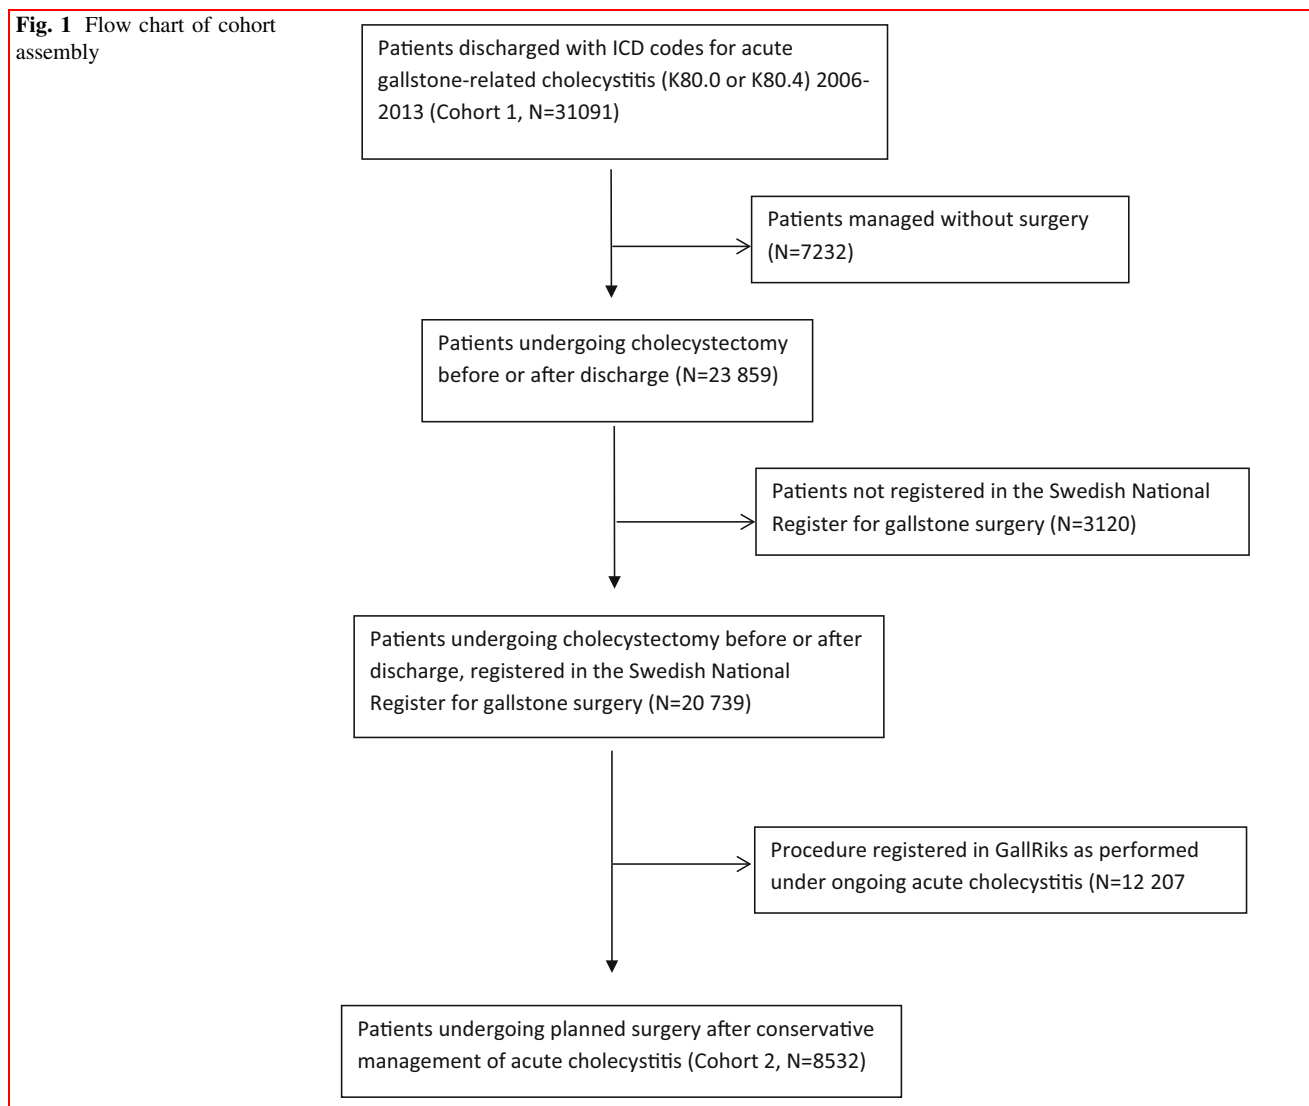 Fig. 1 Flow chart of cohort
assembly
Patients discharged with ICD codes for acute
gallstone-related cholecystitis (K80.0 or K80.4) 2006-
2013 (Cohort 1, N=31091)
Patients managed without surgery
(N=7232)
Patients undergoing cholecystectomy
before or after discharge (N=23 859)
Patients not registered in the Swedish National
Register for gallstone surgery (N=3120)
Patients undergoing cholecystectomy before or after
discharge, registered in the Swedish National
Register for gallstone surgery (N=20 739)
Procedure registered in GallRiks as performed
under ongoing acute cholecystitis (N=12 207
Patients undergoing planned surgery after conservative
management of acute cholecystitis (Cohort 2, N=8532)